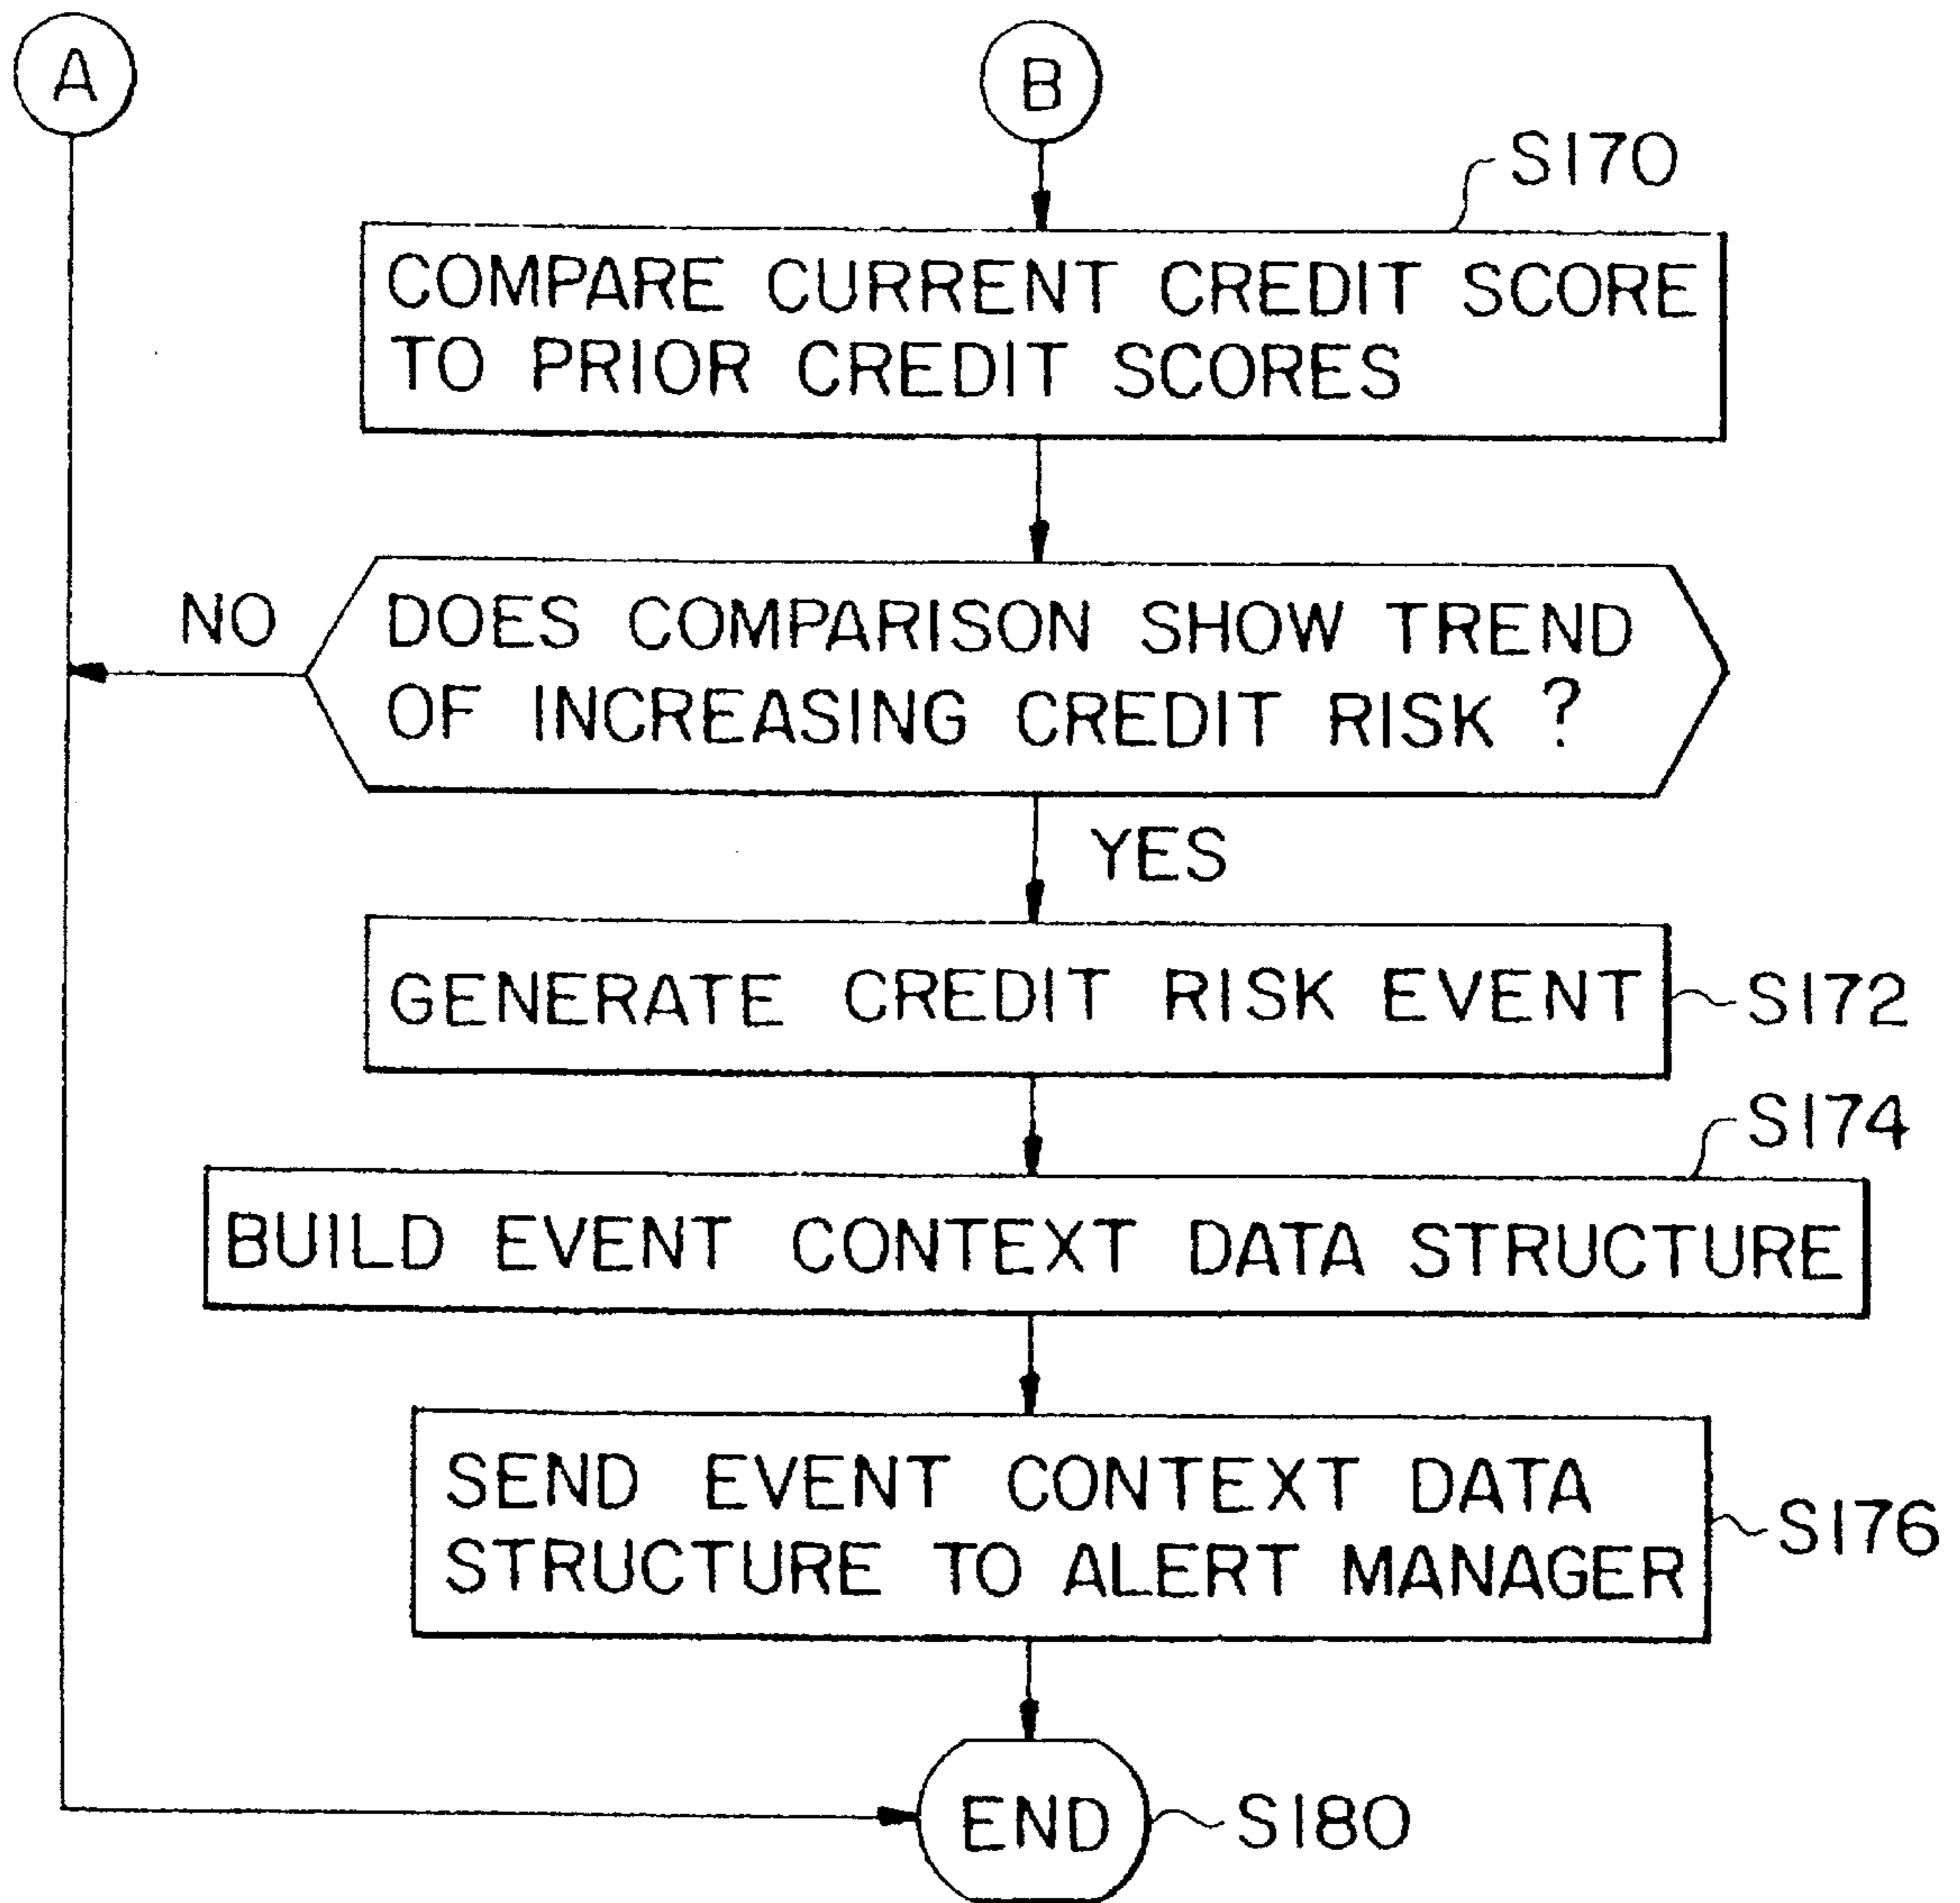 A
B
S170
COMPARE CURRENT CREDIT SCORE
TO PRIOR CREDIT SCORES
NO
DOES COMPARISON SHOW TREND
OF INCREASING CREDIT RISK ?
YES
GENERATE CREDIT RISK EVENT
S172
S174
BUILD EVENT CONTEXT DATA STRUCTURE
SEND EVENT CONTEXT DATA
STRUCTURE TO ALERT MANAGER
S176
END
S180